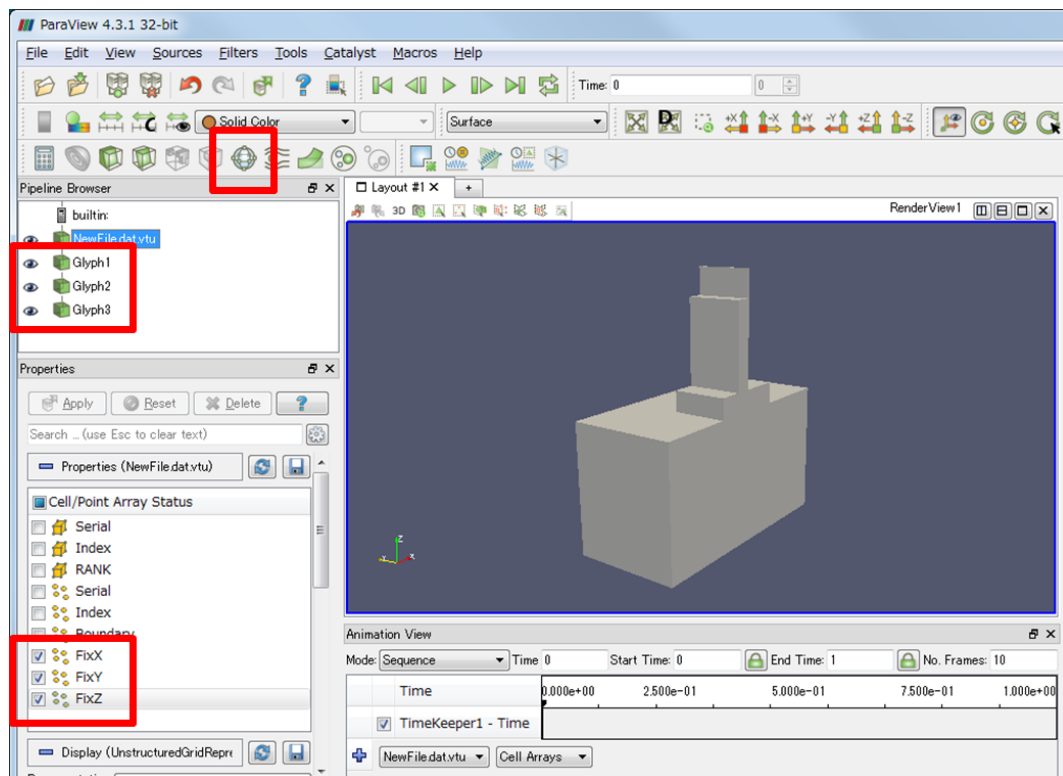 ParaView 4.3.1 32-bit
File Edit View Sources Filters Tools Catalyst Macros Help
Time: 0 0
Solid Color Surface +X -X +Y -Y +Z -Z
Pipeline Browser
Layout #1 +
builtin:
3D RenderView1
NewFile.dat.vtu
Glyph1
Glyph2
Glyph3
Properties
Apply Reset Delete ?
Search ... (use Esc to clear text)
Properties (NewFile.dat.vtu)
Cell/Point Array Status
Serial
Index
RANK
Serial
Index
Boundary
FixX
FixY
FixZ
Display (UnstructuredGridRepre
Z
Y X
Animation View
Mode: Sequence Time 0 Start Time: 0 End Time: 1 No. Frames: 10
Time 0.000e+00 2.500e-01 5.000e-01 7.500e-01 1.000e+00
TimeKeeper1 - Time
NewFile.dat.vtu Cell Arrays